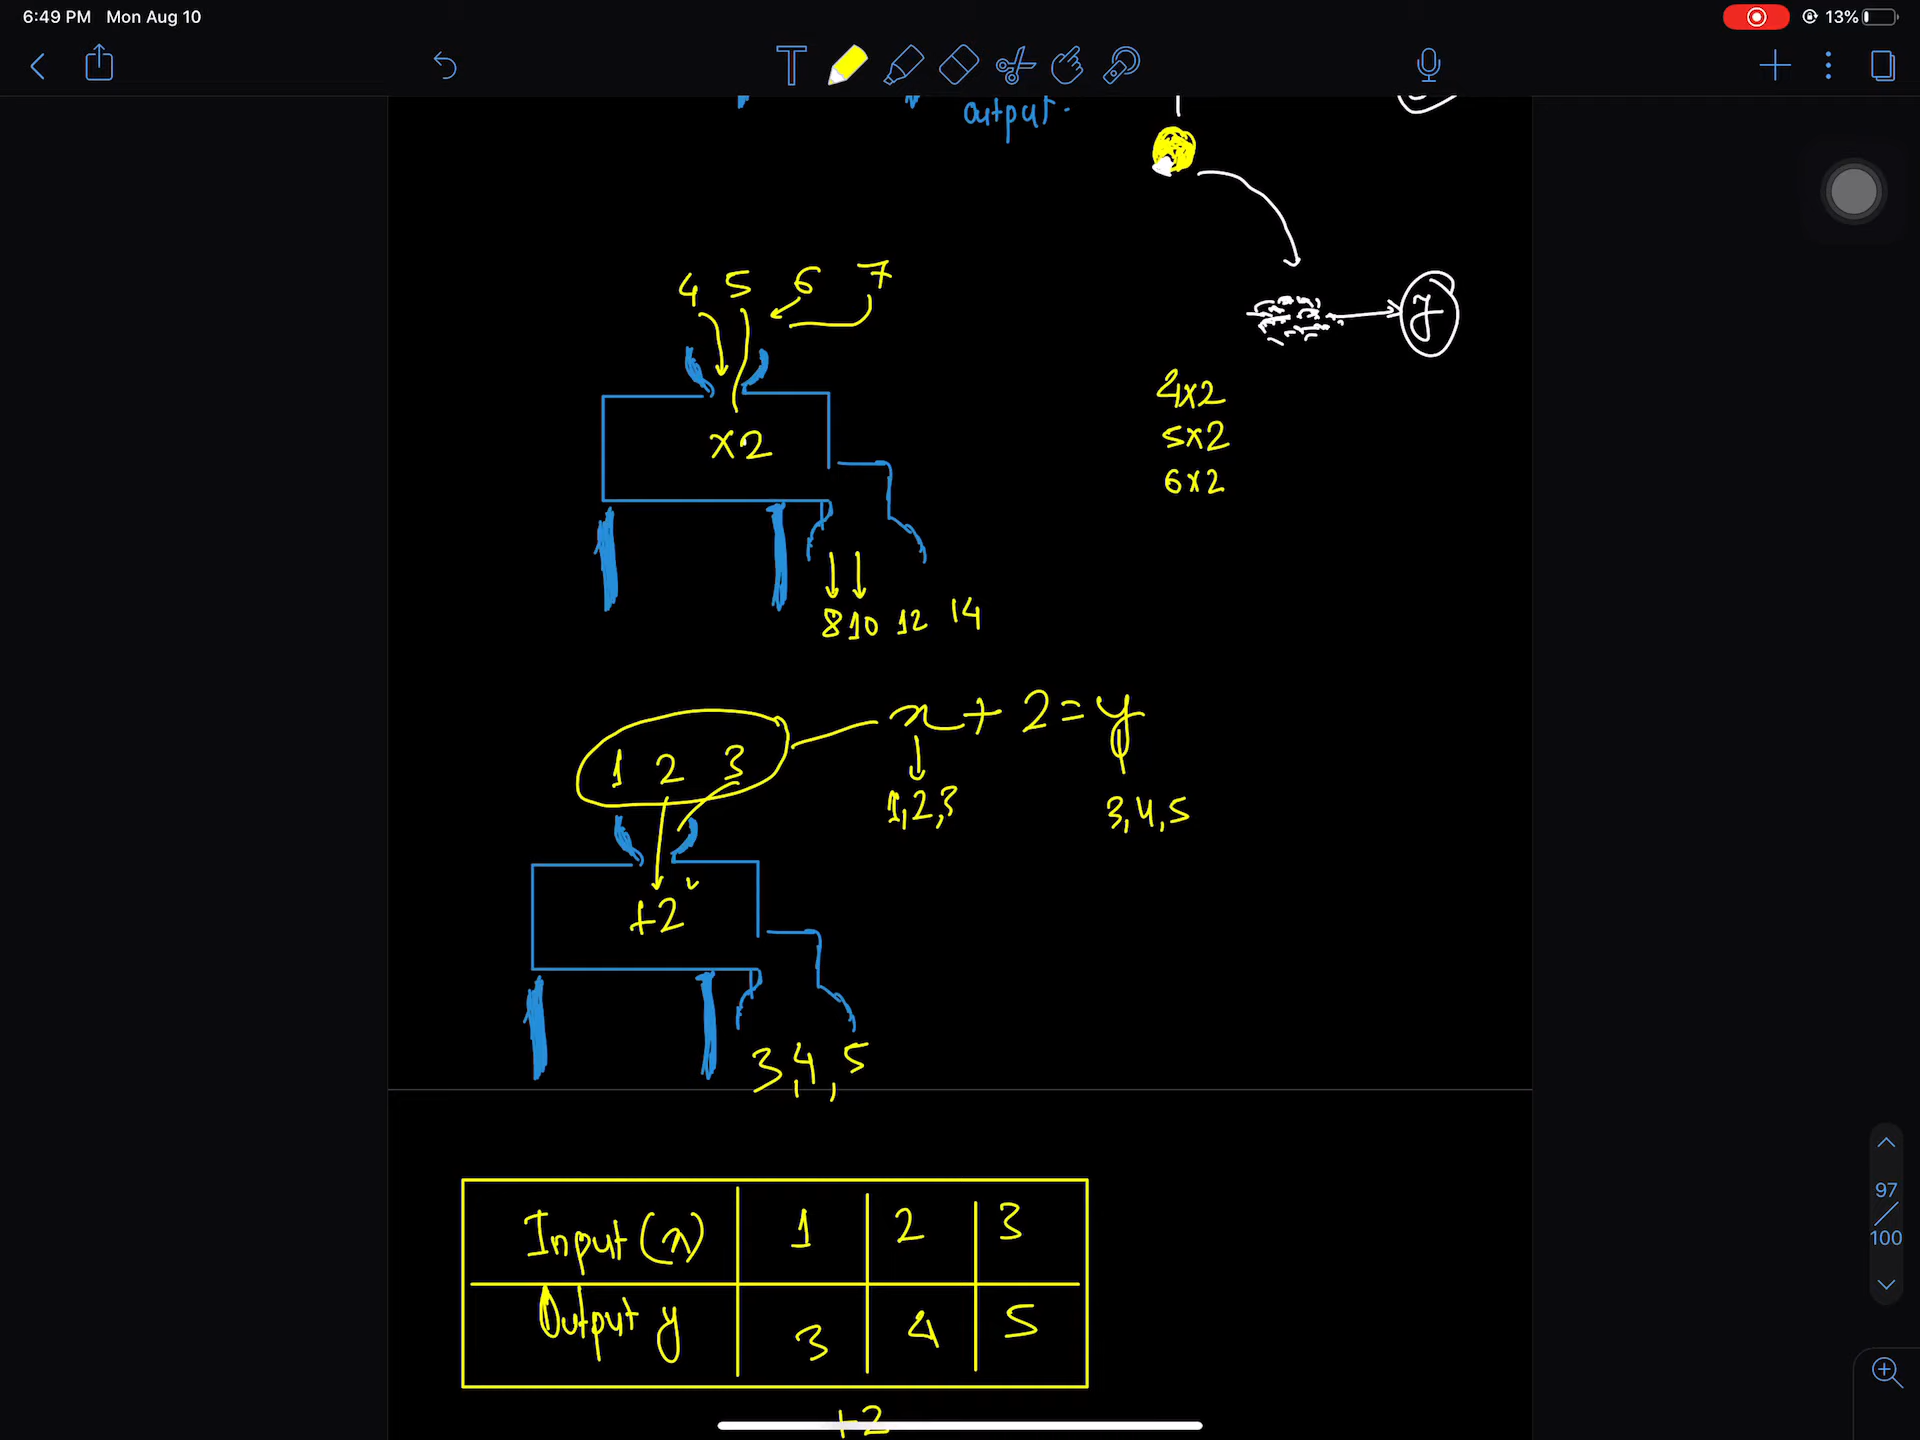 6:49 PM Mon Aug 10
13%
T
output.
4 5 6 7
y
4x2
x2
5x2
6x2
8 10 12 14
x + 2 = y
1 2 3
1,2,3
3,4,5
+2
3,4,5
Input (x) 1 2 3
Output y 3 4 5
+2
97
100